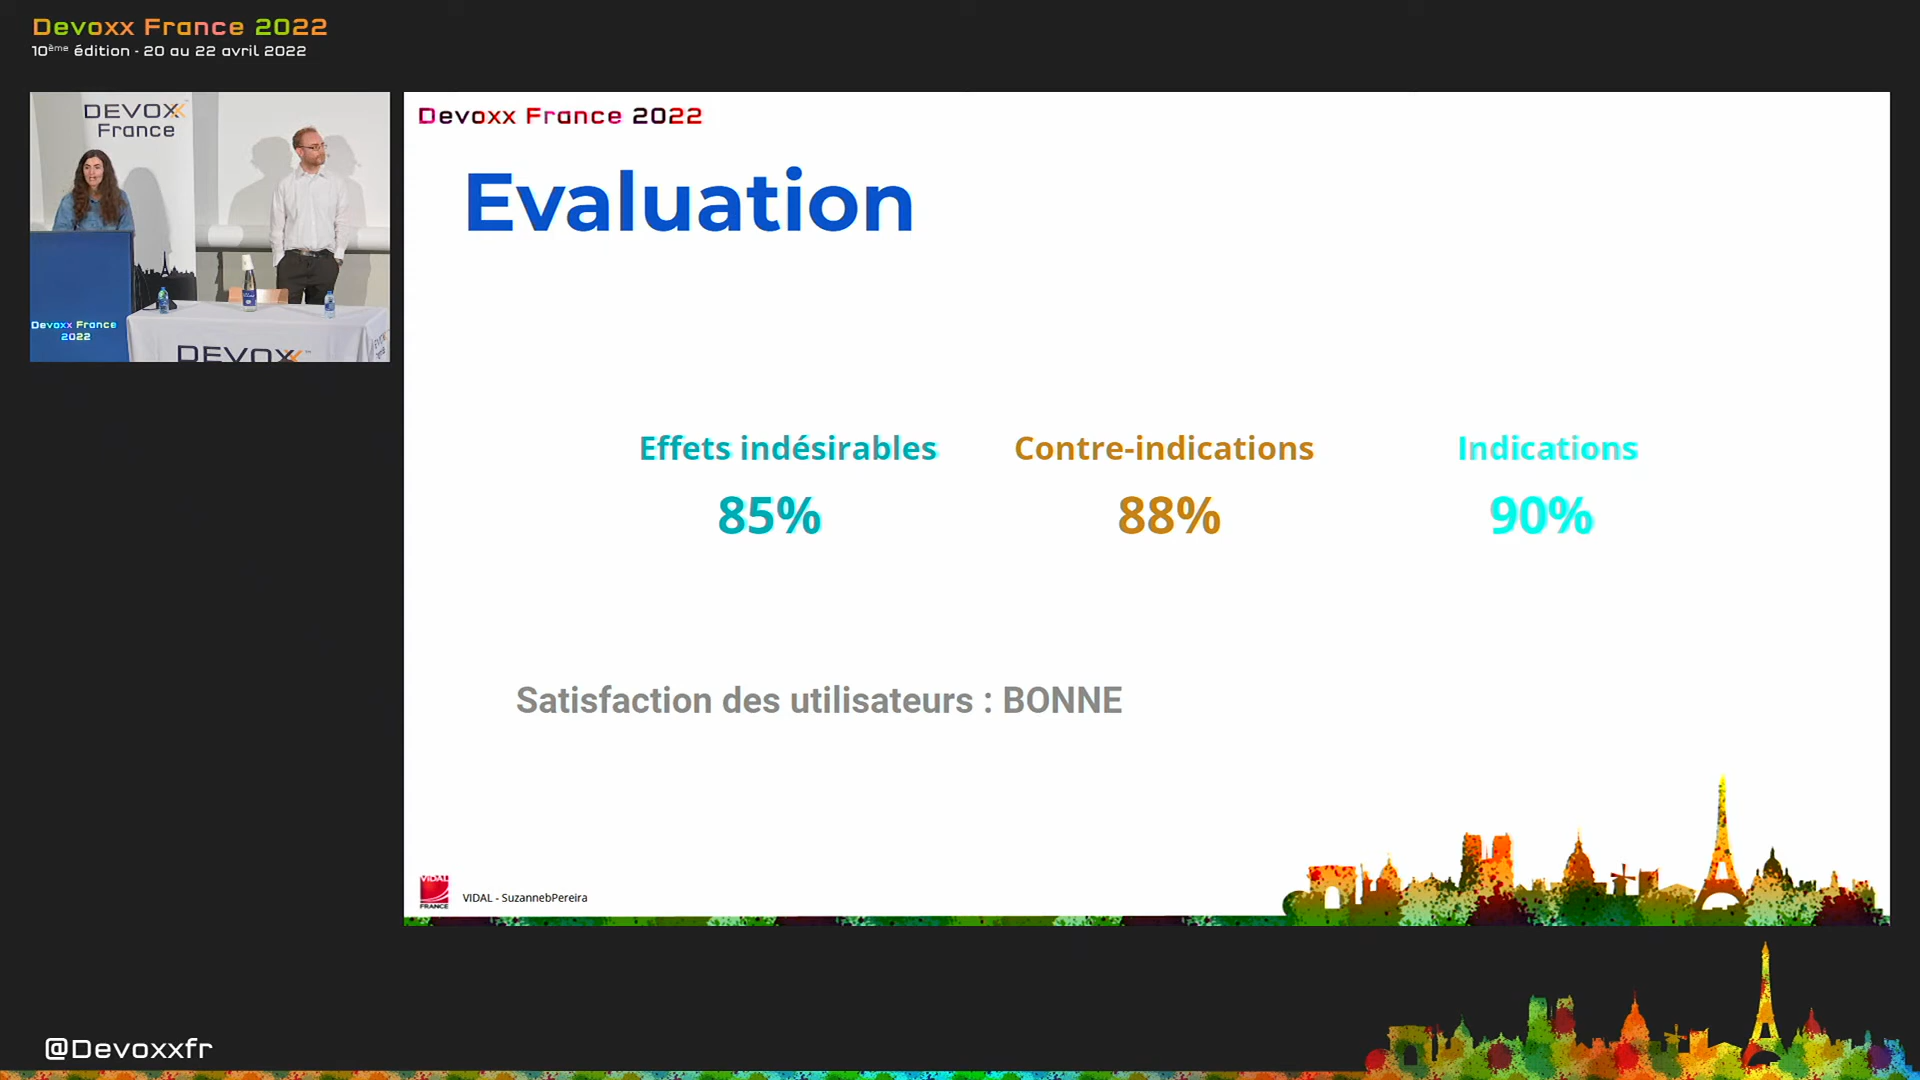 Devoxx France 2022
10ème édition - 20 au 22 avril 2022
DEVOXX
France
Devoxx France
2022
DEVOXX
Devoxx France 2022
Evaluation
Effets indésirables
Contre-indications
Indications
85%
88%
90%
Satisfaction des utilisateurs : BONNE
VIDAL
FRANCE
VIDAL - SuzannebPereira
@Devoxxfr